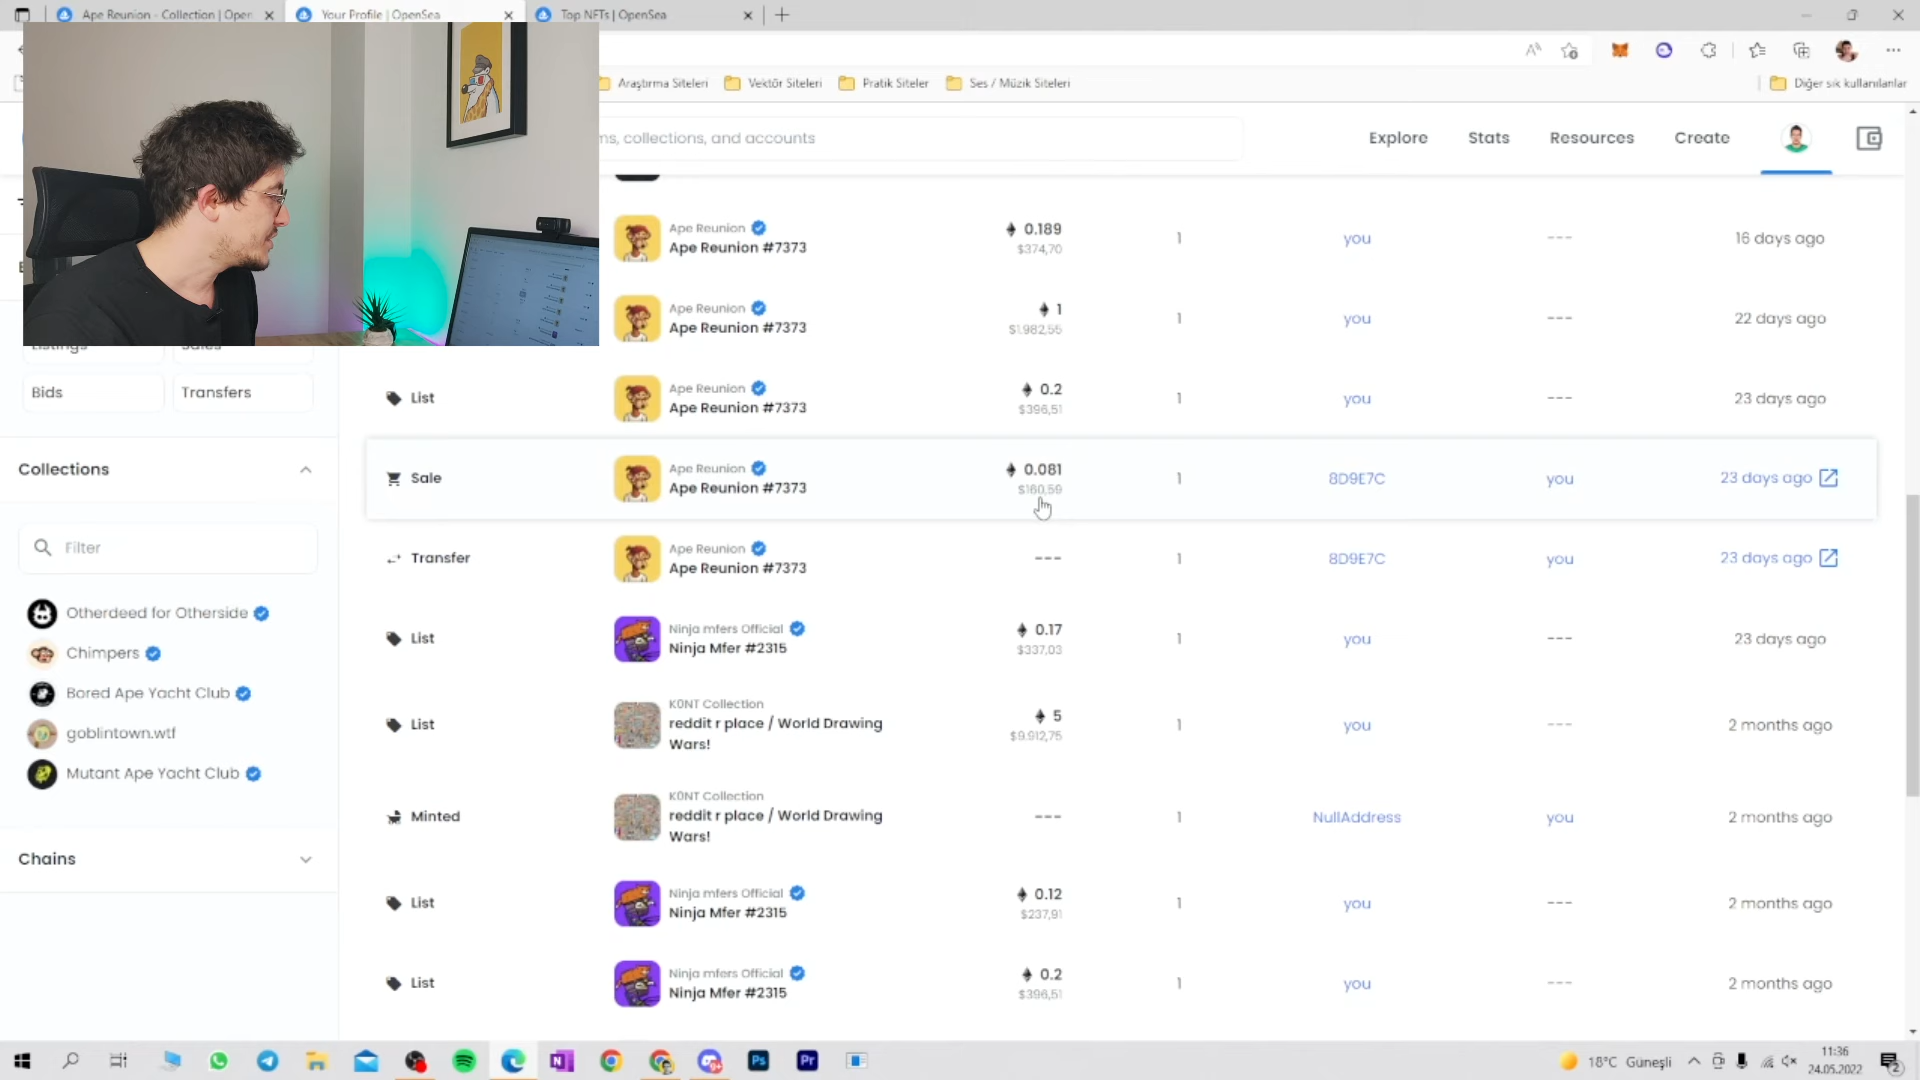 Ape Reunion - Collection | Open
Your Profile | OpenSea
Top NFTs | OpenSea
Araştırma Siteleri
Vektör Siteleri
Pratik Siteler
Ses / Müzik Siteleri
Diğer sık kullanılanlar
ms, collections, and accounts
Explore
Stats
Resources
Create
Ape Reunion
Ape Reunion #7373
0.189
$374,70
1
you
---
16 days ago
Ape Reunion
Ape Reunion #7373
1
$1.982,55
1
you
---
22 days ago
Listings
Sales
Bids
Transfers
List
Ape Reunion
Ape Reunion #7373
0.2
$396,51
1
you
---
23 days ago
Collections
Sale
Ape Reunion
Ape Reunion #7373
0.081
$160,59
1
8D9E7C
you
23 days ago
Filter
Transfer
Ape Reunion
Ape Reunion #7373
---
1
8D9E7C
you
23 days ago
Otherdeed for Otherside
Chimpers
Bored Ape Yacht Club
goblintown.wtf
Mutant Ape Yacht Club
List
Ninja mfers Official
Ninja Mfer #2315
0.17
$337,03
1
you
---
23 days ago
List
K0NT Collection
reddit r place / World Drawing
Wars!
5
$9.912,75
1
you
---
2 months ago
Minted
K0NT Collection
reddit r place / World Drawing
Wars!
---
1
NullAddress
you
2 months ago
Chains
List
Ninja mfers Official
Ninja Mfer #2315
0.12
$237,91
1
you
---
2 months ago
List
Ninja mfers Official
Ninja Mfer #2315
0.2
$396,51
1
you
---
2 months ago
18°C Güneşli
11:36
24.05.2022